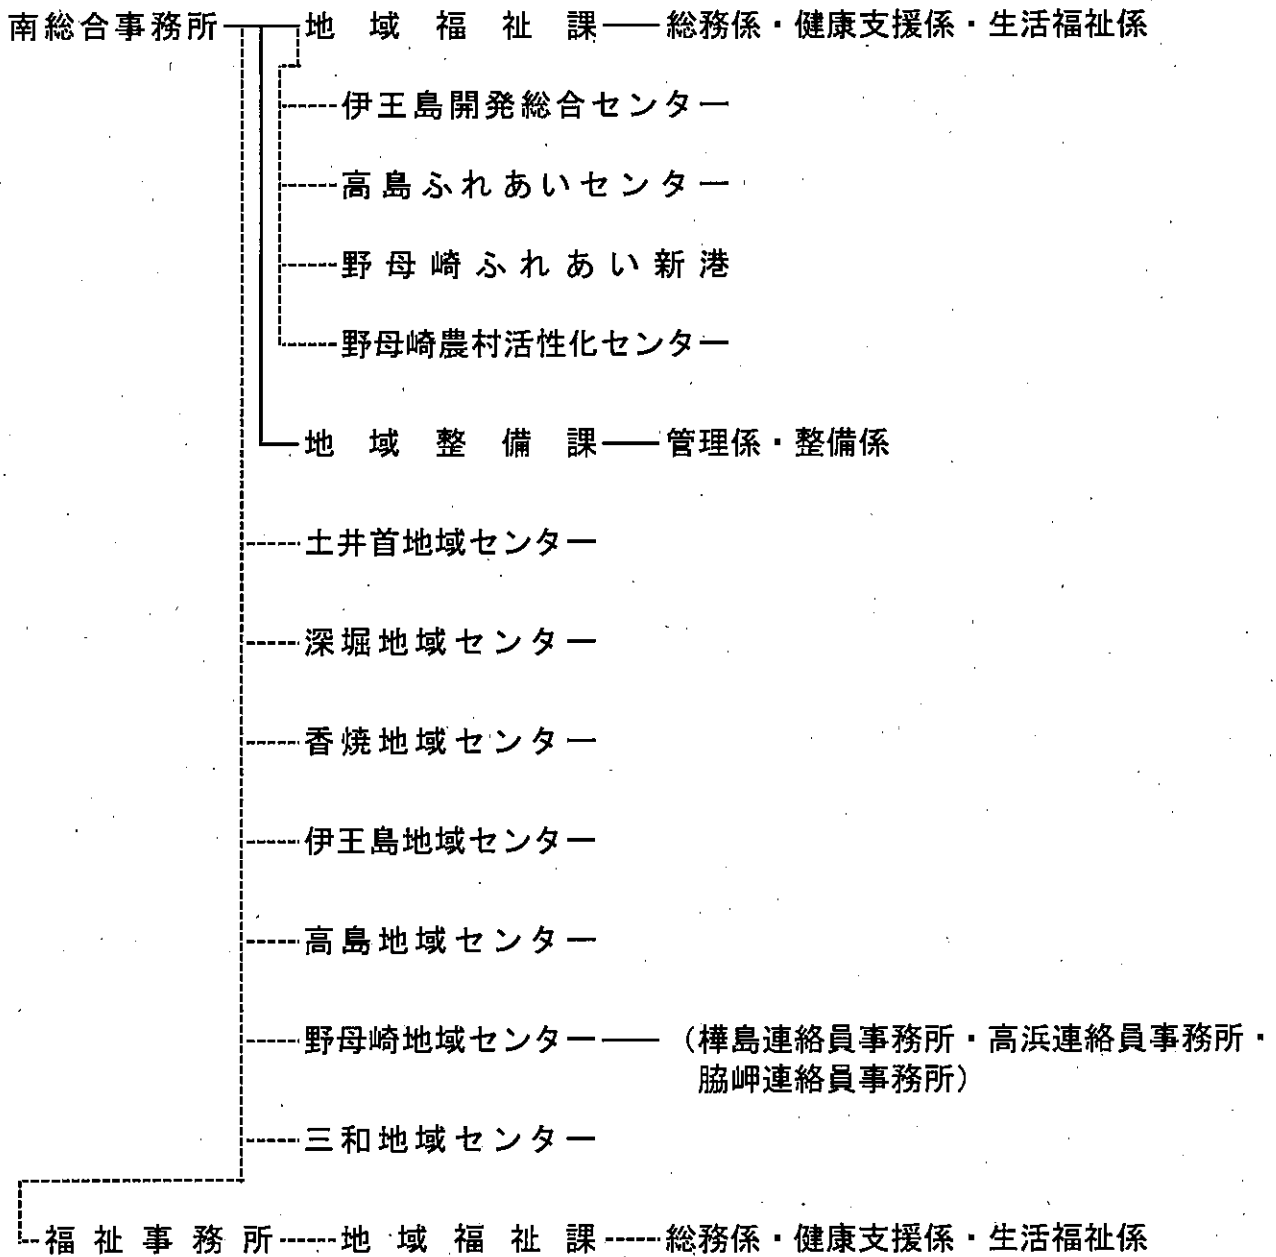 南総合事務所 地域福祉課 総務係・健康支援係・生活福祉係
伊王島開発総合センター
高島ふれあいセンター
野母崎ふれあい新港
野母崎農村活性化センター
地域整備課 管理係・整備係
土井首地域センター
深堀地域センター
香焼地域センター
伊王島地域センター
高島地域センター
野母崎地域センター (樺島連絡員事務所・高浜連絡員事務所・
脇岬連絡員事務所)
三和地域センター
福祉事務所 地域福祉課 総務係・健康支援係・生活福祉係